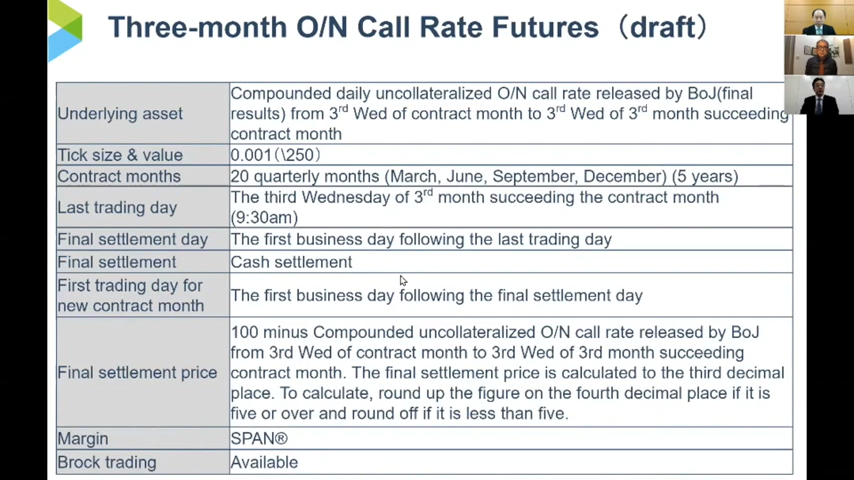 Three-month O/N Call Rate Futures（draft）
Underlying asset
Compounded daily uncollateralized O/N call rate released by BoJ(final
results) from 3rd Wed of contract month to 3rd Wed of 3rd month succeeding
contract month
Tick size & value
0.001(\250)
Contract months
20 quarterly months (March, June, September, December) (5 years)
Last trading day
The third Wednesday of 3rd month succeeding the contract month
(9:30am)
Final settlement day
The first business day following the last trading day
Final settlement
Cash settlement
First trading day for
new contract month
The first business day following the final settlement day
Final settlement price
100 minus Compounded uncollateralized O/N call rate released by BoJ
from 3rd Wed of contract month to 3rd Wed of 3rd month succeeding
contract month. The final settlement price is calculated to the third decimal
place. To calculate, round up the figure on the fourth decimal place if it is
five or over and round off if it is less than five.
Margin
SPAN®
Brock trading
Available